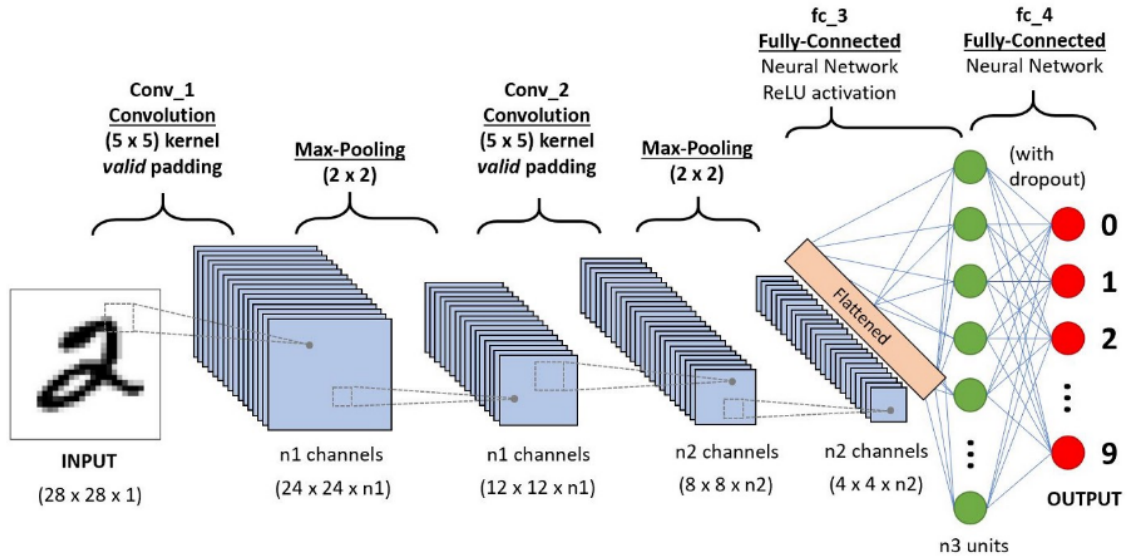 fc_3
Fully-Connected
Neural Network
ReLU activation
fc_4
Fully-Connected
Neural Network
Conv_1
Convolution
(5 x 5) kernel
valid padding
Max-Pooling
(2 x 2)
Conv_2
Convolution
(5 x 5) kernel
valid padding
Max-Pooling
(2 x 2)
(with
dropout)
Flattened
0
1
2
9
INPUT
(28 x 28 x 1)
n1 channels
(24 x 24 x n1)
n1 channels
(12 x 12 x n1)
n2 channels
(8 x 8 x n2)
n2 channels
(4 x 4 x n2)
OUTPUT
n3 units